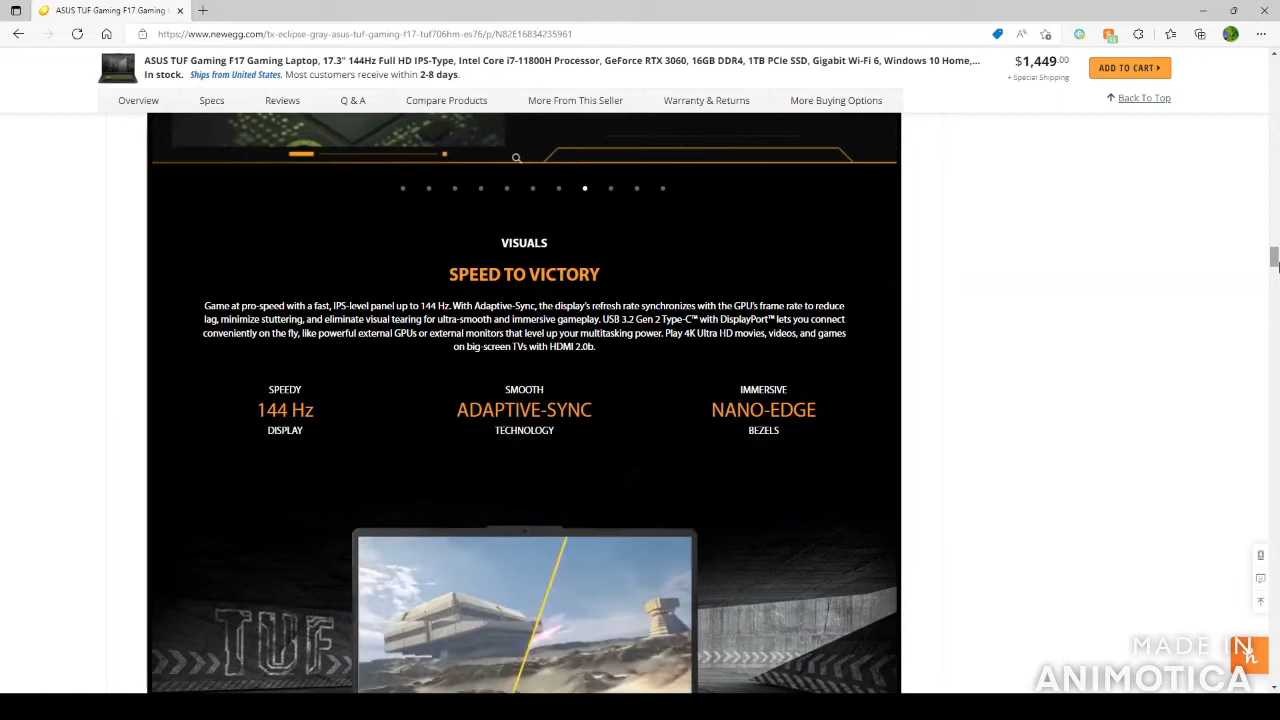 ASUS TUF Gaming F17 Gaming
https://www.newegg.com/tx-eclipse-gray-asus-tuf-gaming-f17-tuf706hm-es76/p/N82E16834235961
ASUS TUF Gaming F17 Gaming Laptop, 17.3" 144Hz Full HD IPS-Type, Intel Core i7-11800H Processor, GeForce RTX 3060, 16GB DDR4, 1TB PCIe SSD, Gigabit Wi-Fi 6, Windows 10 Home,...
In stock. Ships from United States. Most customers receive within 2-8 days.
$1,449.00
+ Special Shipping
ADD TO CART
Overview Specs Reviews Q & A Compare Products More From This Seller Warranty & Returns More Buying Options
Back To Top
VISUALS
SPEED TO VICTORY
Game at pro-speed with a fast, IPS-level panel up to 144 Hz. With Adaptive-Sync, the display's refresh rate synchronizes with the GPU's frame rate to reduce
lag, minimize stuttering, and eliminate visual tearing for ultra-smooth and immersive gameplay. USB 3.2 Gen 2 Type-C™ with DisplayPort™ lets you connect
conveniently on the fly, like powerful external GPUs or external monitors that level up your multitasking power. Play 4K Ultra HD movies, videos, and games
on big-screen TVs with HDMI 2.0b.
SPEEDY
144 Hz
DISPLAY
SMOOTH
ADAPTIVE-SYNC
TECHNOLOGY
IMMERSIVE
NANO-EDGE
BEZELS
TUF
MADE IN
ANIMOTICA